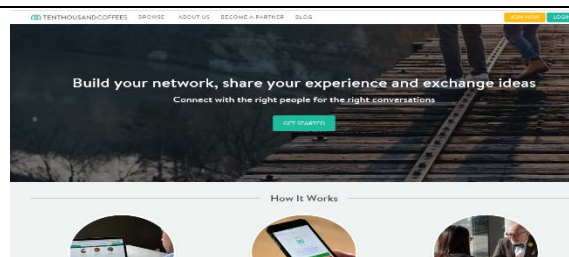 TENTHOUSANDCOFFEES BROWSE ABOUT US BECOME A PARTNER BLOG JOIN NOW LOGIN
Build your network, share your experience and exchange ideas
Connect with the right people for the right conversations
GET STARTED
How It Works